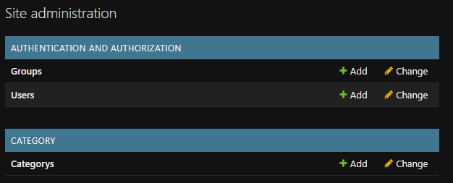 Site administration
AUTHENTICATION AND AUTHORIZATION
Groups Add Change
Users Add Change
CATEGORY
Categorys Add Change